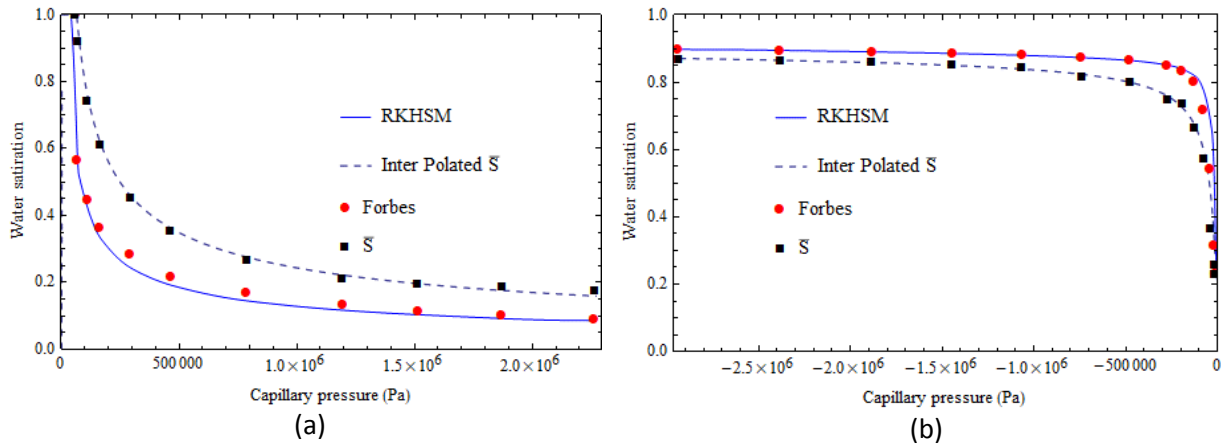 Water satiration
1.0
0.8
0.6
0.4
0.2
0.0
RKHSM
Inter Polated S̅
Forbes
S̅
0
500 000
1.0 × 10⁶
1.5 × 10⁶
2.0 × 10⁶
Capillary pressure (Pa)
(a)
Water satiration
1.0
0.8
0.6
0.4
0.2
0.0
RKHSM
Inter Polated S̅
Forbes
S̅
−2.5 × 10⁶
−2.0 × 10⁶
−1.5 × 10⁶
−1.0 × 10⁶
−500 000
0
Capillary pressure (Pa)
(b)